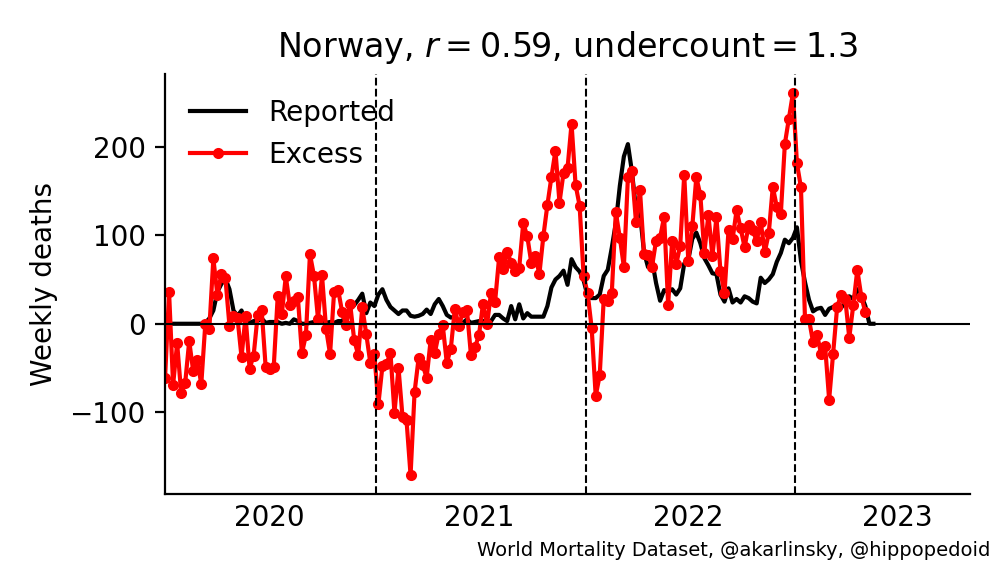 Norway, r = 0.59, undercount = 1.3
Reported
Excess
Weekly deaths
200
100
0
−100
2020 2021 2022 2023
World Mortality Dataset, @akarlinsky, @hippopedoid